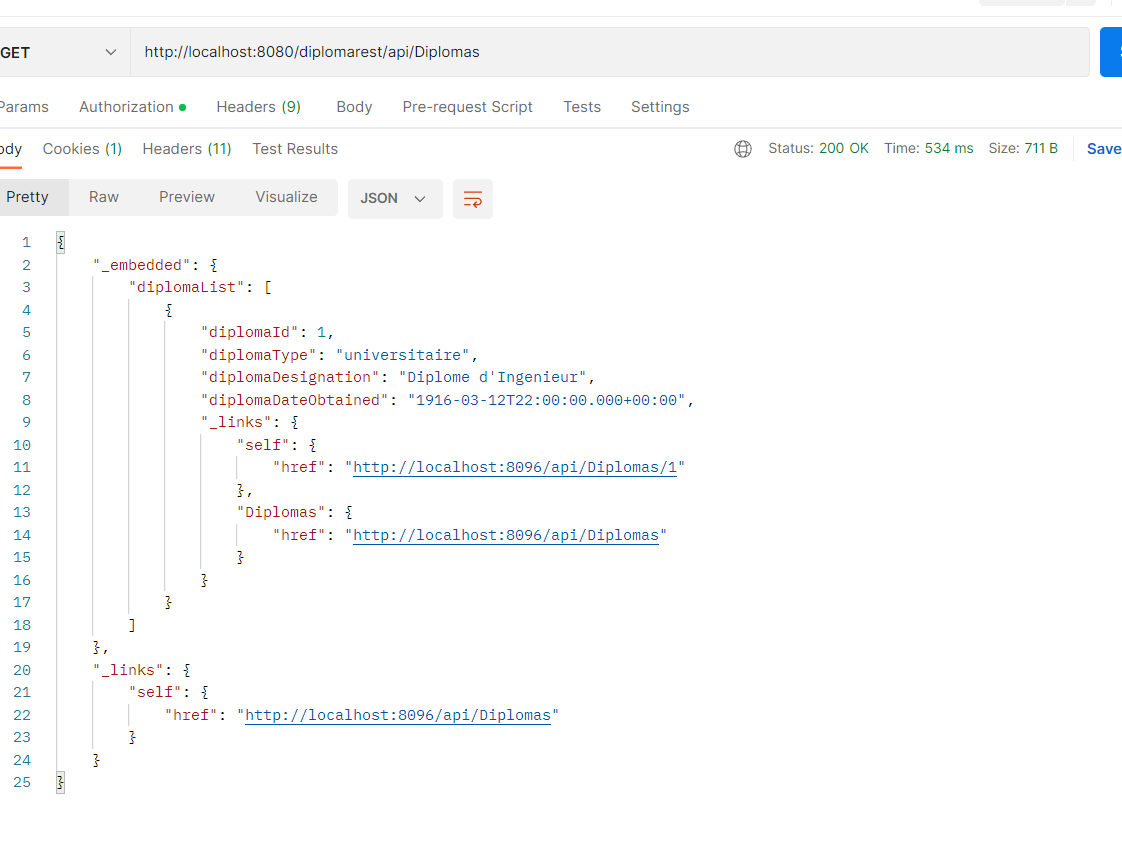 GET http://localhost:8080/diplomarest/api/Diplomas
Params Authorization Headers (9) Body Pre-request Script Tests Settings
ody Cookies (1) Headers (11) Test Results Status: 200 OK Time: 534 ms Size: 711 B Save
Pretty Raw Preview Visualize JSON
1 {
2 "_embedded": {
3 "diplomaList": [
4 {
5 "diplomaId": 1,
6 "diplomaType": "universitaire",
7 "diplomaDesignation": "Diplome d'Ingenieur",
8 "diplomaDateObtained": "1916-03-12T22:00:00.000+00:00",
9 "_links": {
10 "self": {
11 "href": "http://localhost:8096/api/Diplomas/1"
12 },
13 "Diplomas": {
14 "href": "http://localhost:8096/api/Diplomas"
15 }
16 }
17 }
18 ]
19 },
20 "_links": {
21 "self": {
22 "href": "http://localhost:8096/api/Diplomas"
23 }
24 }
25 }